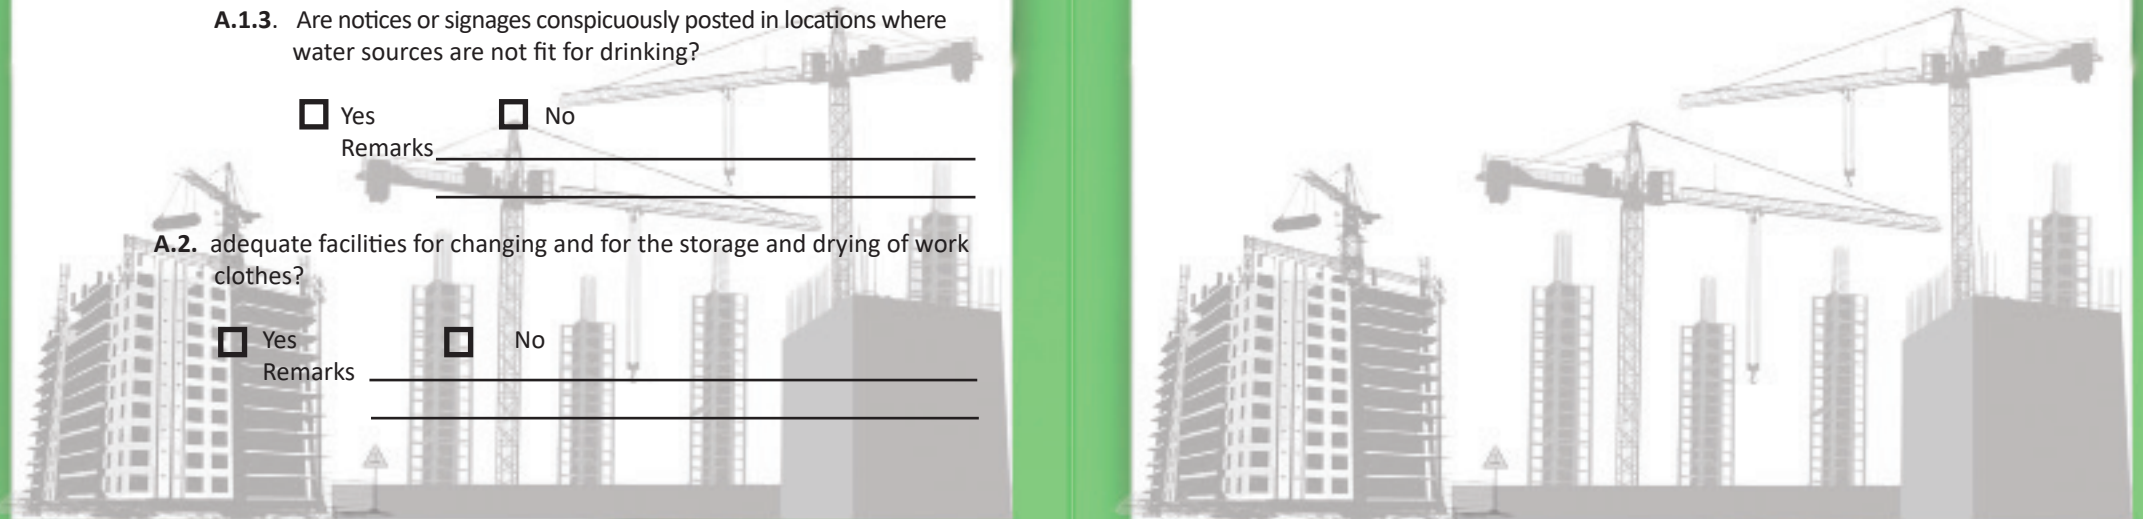 A.1.3. Are notices or signages conspicuously posted in locations where
water sources are not fit for drinking?
Yes No
Remarks
A.2. adequate facilities for changing and for the storage and drying of work
clothes?
Yes No
Remarks